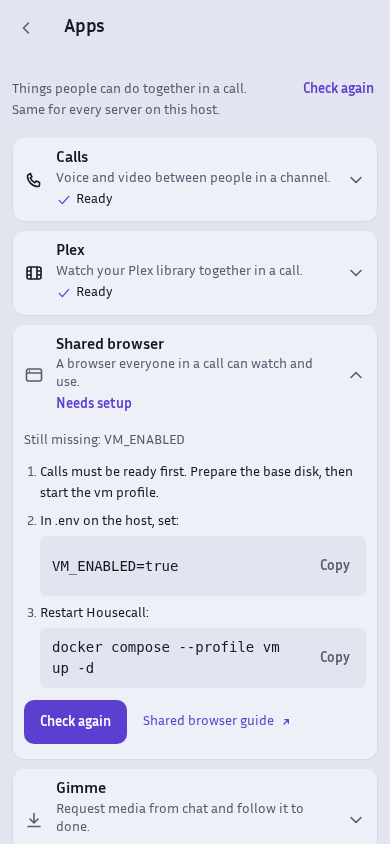 Apps
Things people can do together in a call.
Same for every server on this host.
Check again
Calls
Voice and video between people in a channel.
Ready
Plex
Watch your Plex library together in a call.
Ready
Shared browser
A browser everyone in a call can watch and
use.
Needs setup
Still missing: VM_ENABLED
1. Calls must be ready first. Prepare the base disk, then
start the vm profile.
2. In .env on the host, set:
VM_ENABLED=true
Copy
3. Restart Housecall:
docker compose --profile vm
up -d
Copy
Check again
Shared browser guide
Gimme
Request media from chat and follow it to
done.